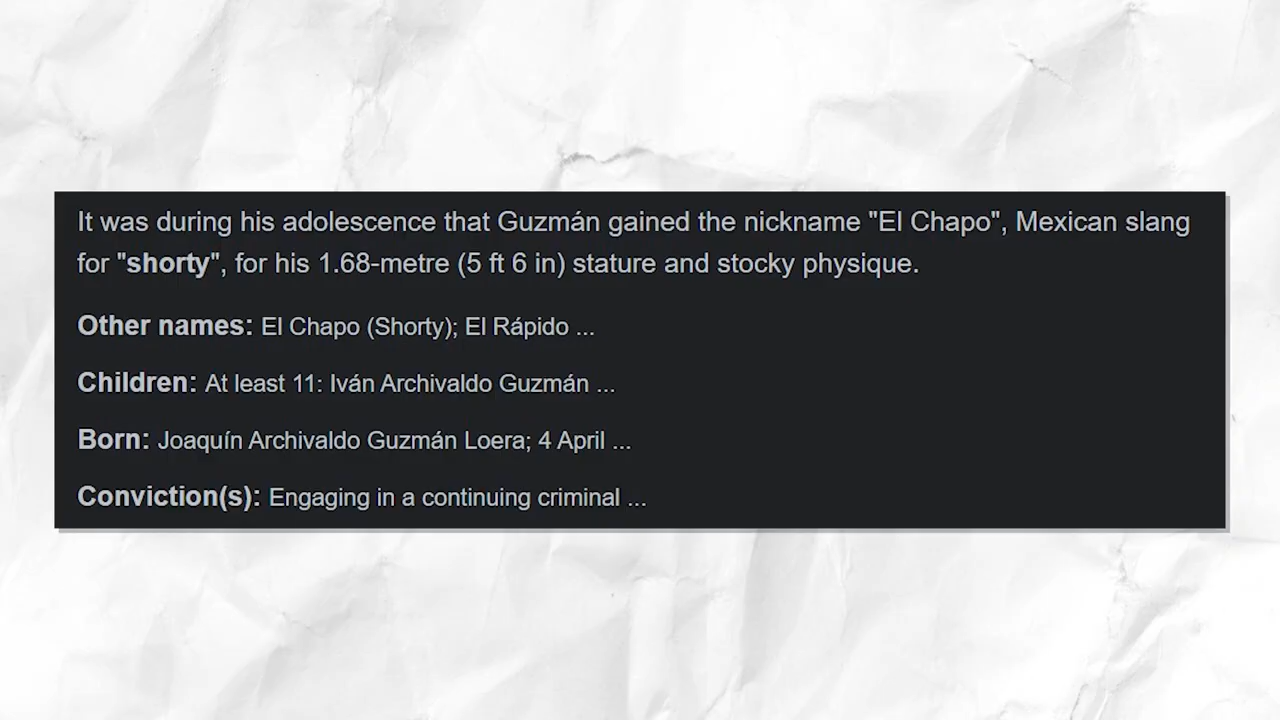 It was during his adolescence that Guzmán gained the nickname "El Chapo", Mexican slang
for "shorty", for his 1.68-metre (5 ft 6 in) stature and stocky physique.
Other names: El Chapo (Shorty); El Rápido ...
Children: At least 11: Iván Archivaldo Guzmán ...
Born: Joaquín Archivaldo Guzmán Loera; 4 April ...
Conviction(s): Engaging in a continuing criminal ...